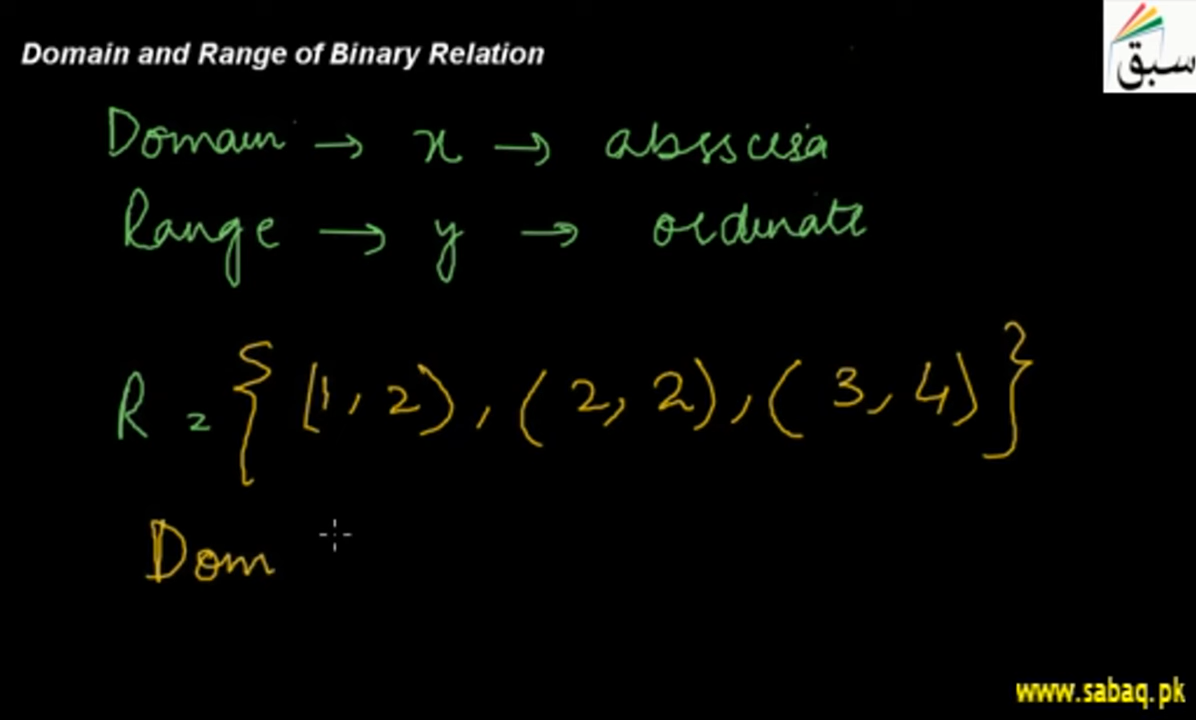 سبق
Domain and Range of Binary Relation
Domain → x → absscisa
Range → y → ordinate
R = { (1, 2), (2, 2), (3, 4) }
Dom
www.sabaq.pk